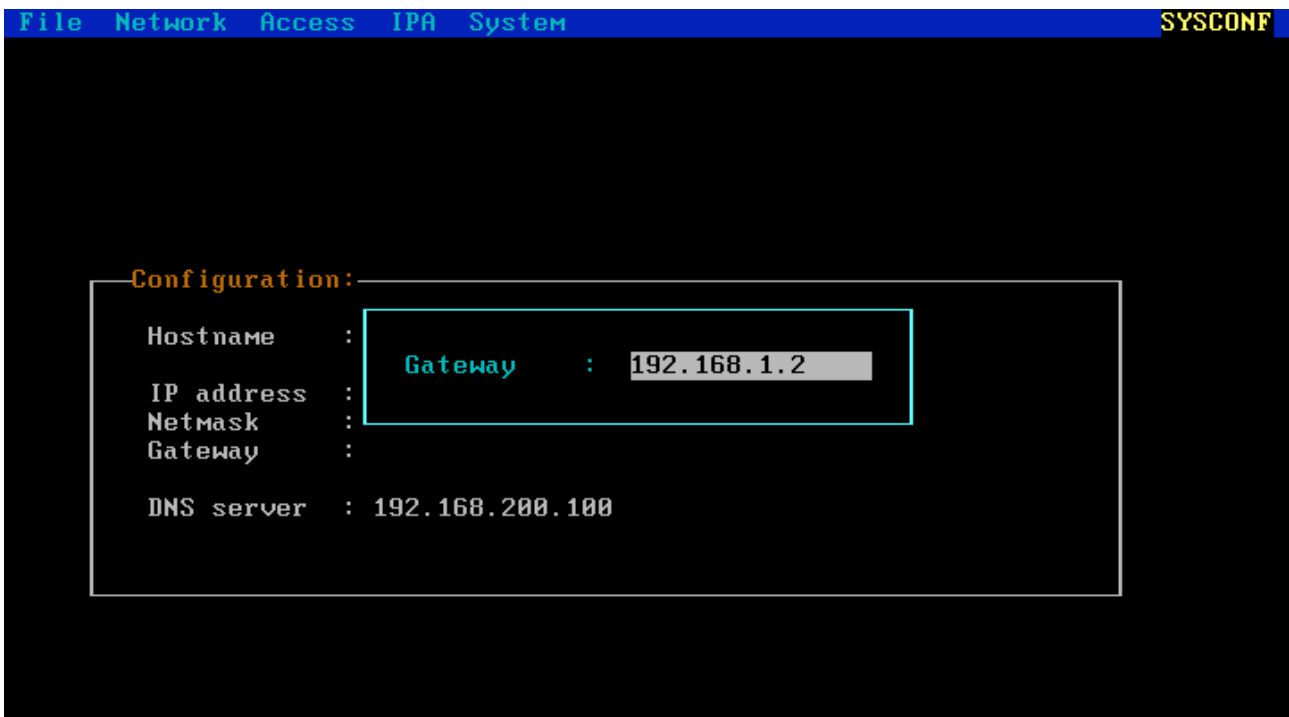 File Network Access IPA System SYSCONF
Configuration:
Hostname :
Gateway : 192.168.1.2
IP address :
Netmask :
Gateway :
DNS server : 192.168.200.100